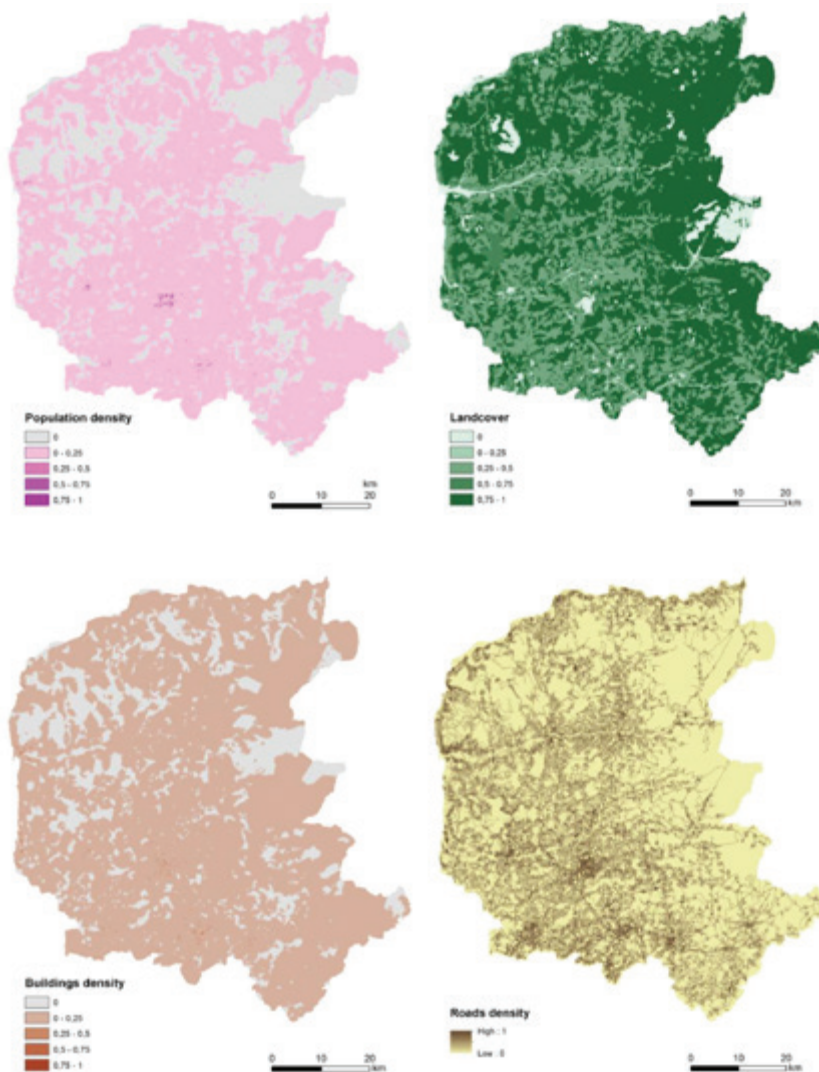 Population density
0
0 - 0,25
0,25 - 0,5
0,5 - 0,75
0,75 - 1
km
0 10 20
Landcover
0
0 - 0,25
0,25 - 0,5
0,5 - 0,75
0,75 - 1
0 10 20
km
Buildings density
0
0 - 0,25
0,25 - 0,5
0,5 - 0,75
0,75 - 1
0 10 20
km
Roads density
High : 1
Low : 0
0 10 20
km